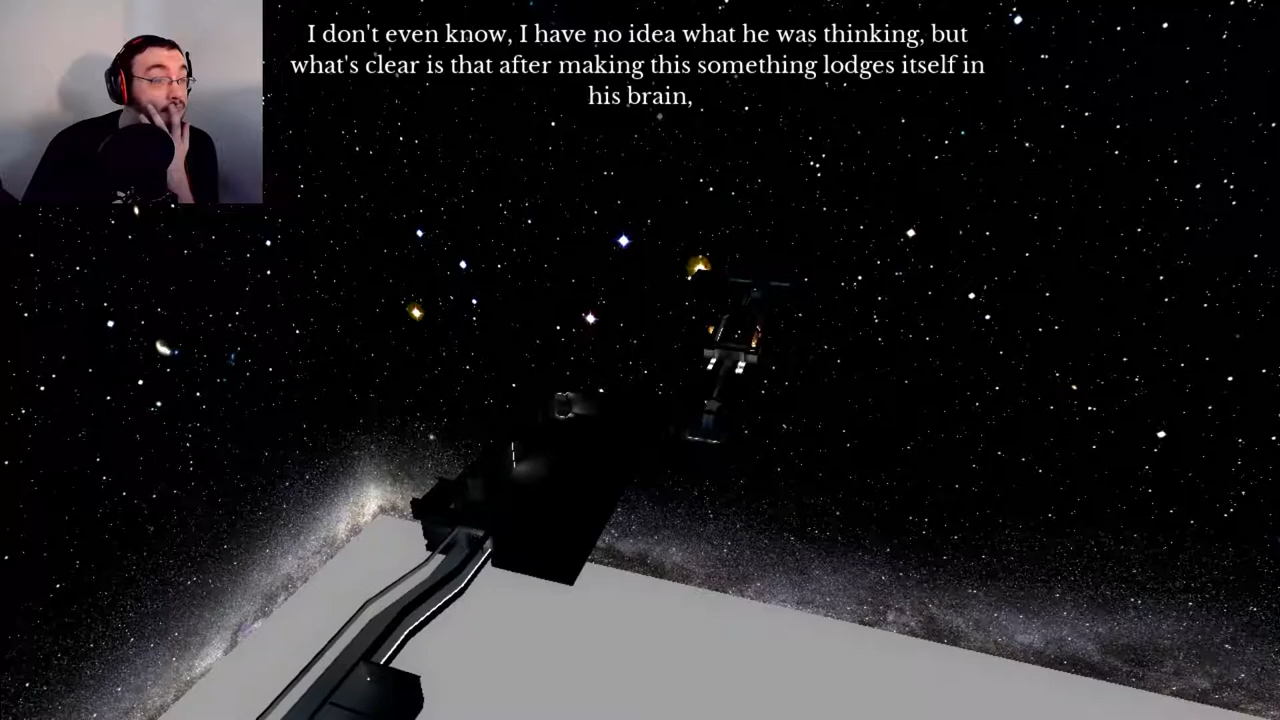 I don't even know, I have no idea what he was thinking, but
what's clear is that after making this something lodges itself in
his brain,